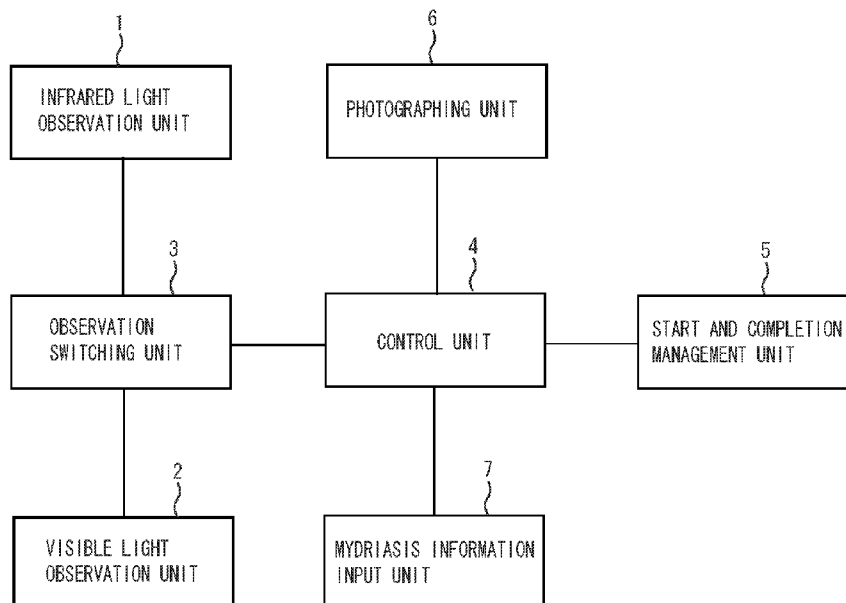 1
INFRARED LIGHT
OBSERVATION UNIT
6
PHOTOGRAPHING UNIT
3
OBSERVATION
SWITCHING UNIT
4
CONTROL UNIT
5
START AND COMPLETION
MANAGEMENT UNIT
2
VISIBLE LIGHT
OBSERVATION UNIT
7
MYDRIASIS INFORMATION
INPUT UNIT